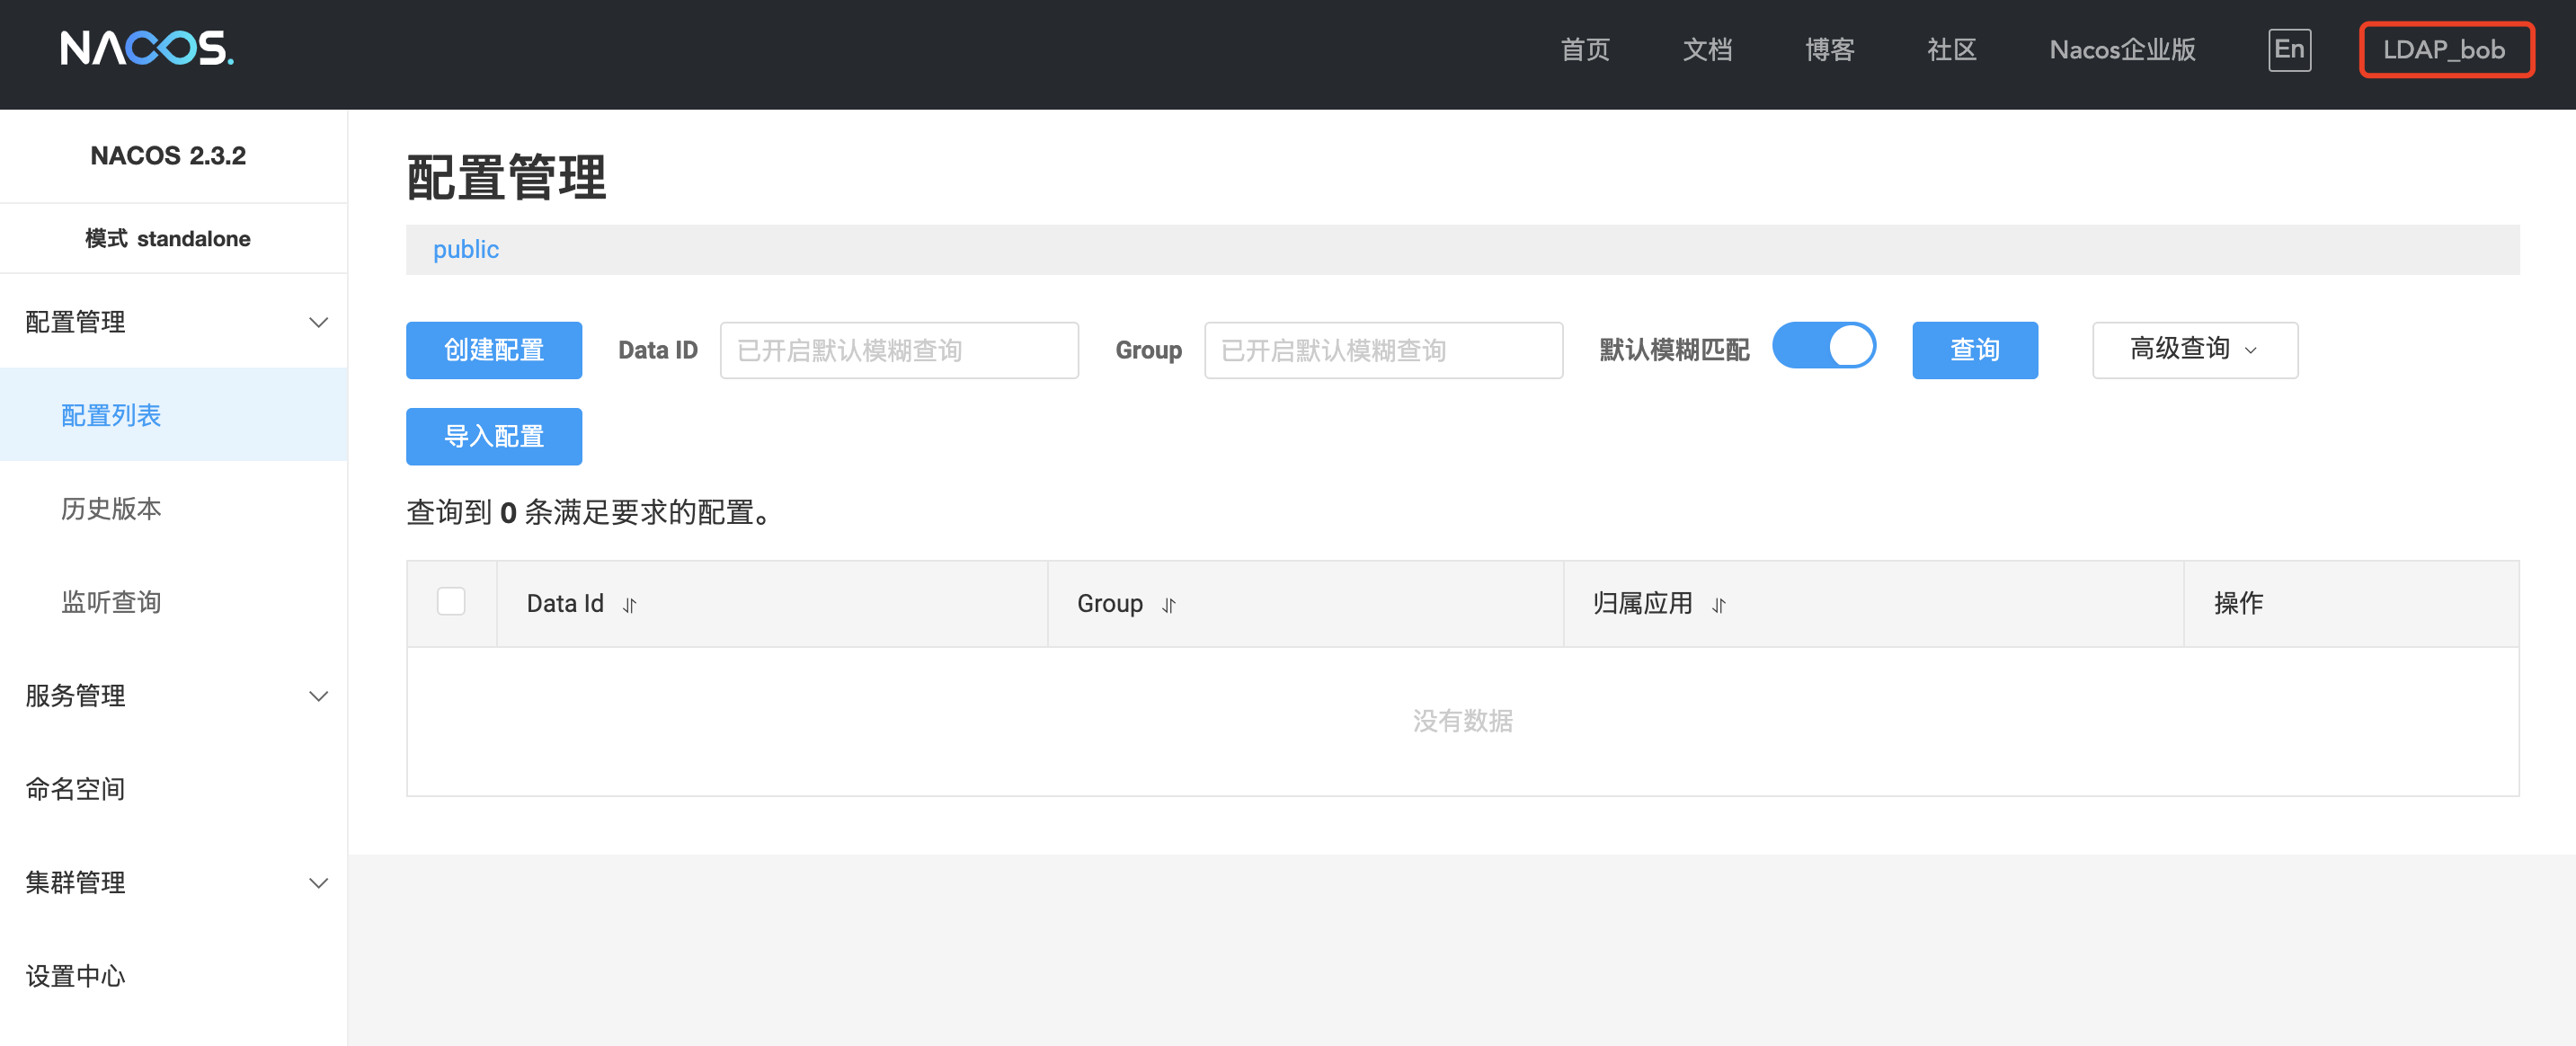 NACOS. 首页 文档 博客 社区 Nacos企业版 En LDAP_bob
NACOS 2.3.2
模式 standalone
配置管理
配置列表
历史版本
监听查询
服务管理
命名空间
集群管理
设置中心
配置管理
public
创建配置 Data ID 已开启默认模糊查询 Group 已开启默认模糊查询 默认模糊匹配 查询 高级查询
导入配置
查询到 0 条满足要求的配置。
Data Id Group 归属应用 操作
没有数据